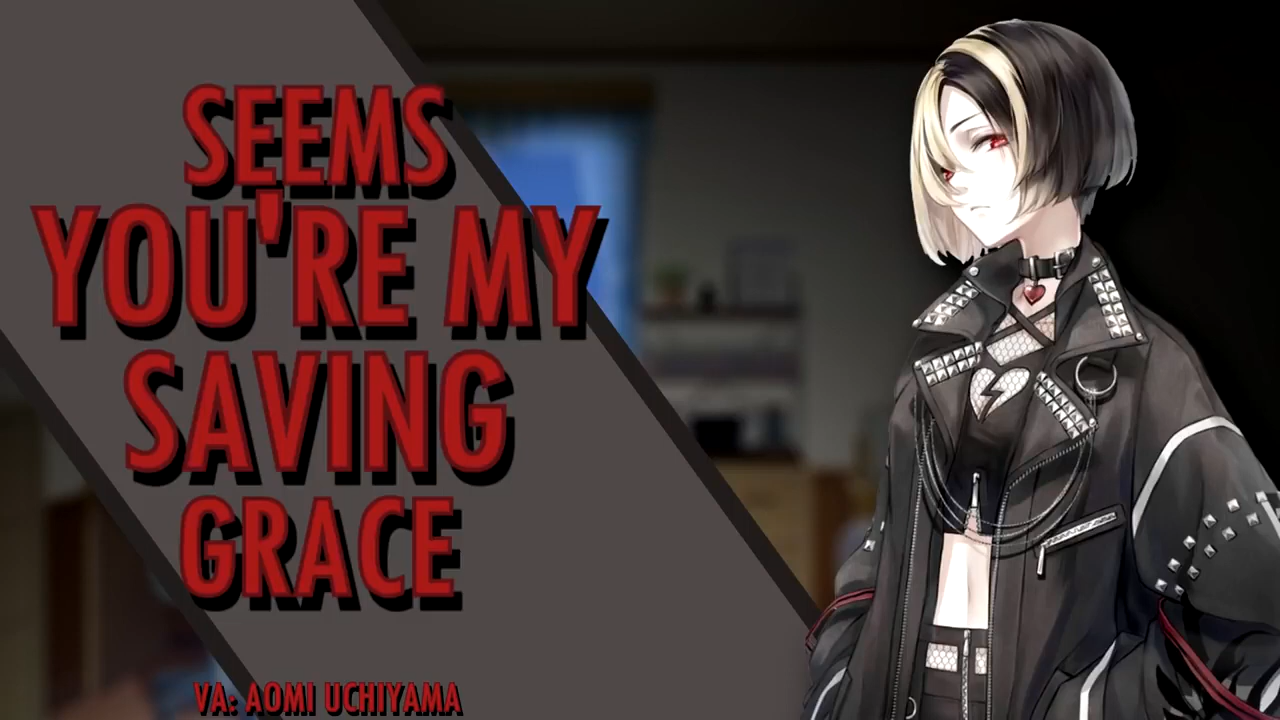 SEEMS
YOU'RE MY
SAVING
GRACE
VA: AOMI UCHIYAMA